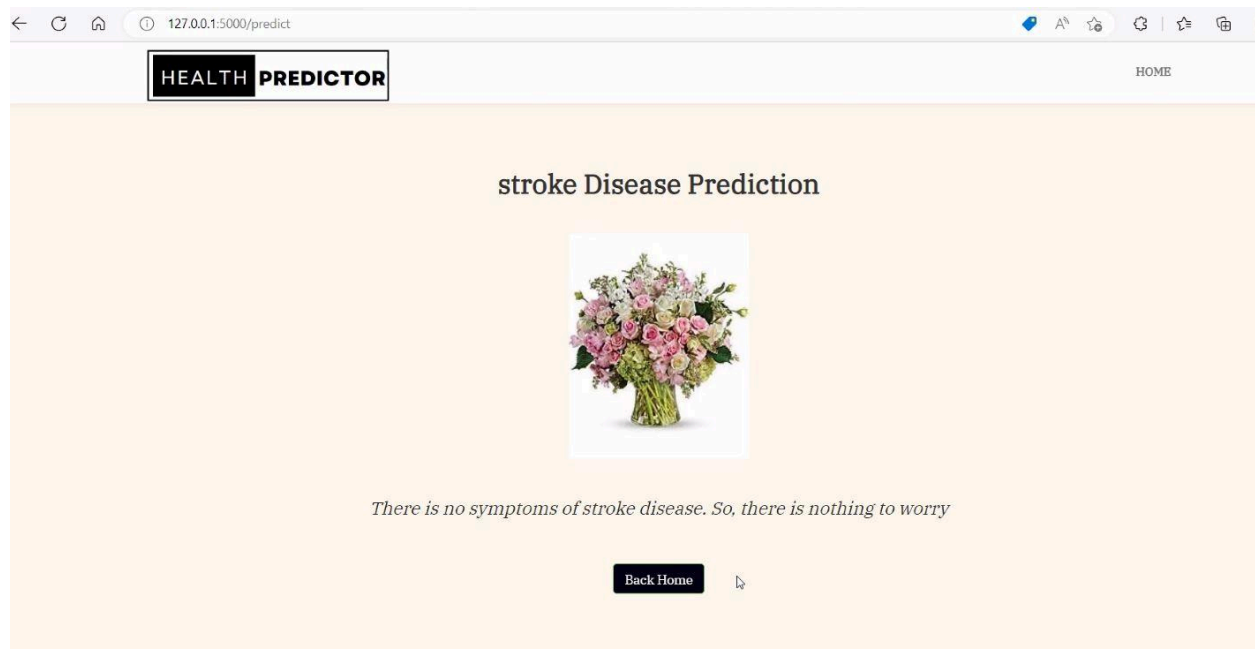 127.0.0.1:5000/predict
HEALTH PREDICTOR
HOME
stroke Disease Prediction
There is no symptoms of stroke disease. So, there is nothing to worry
Back Home